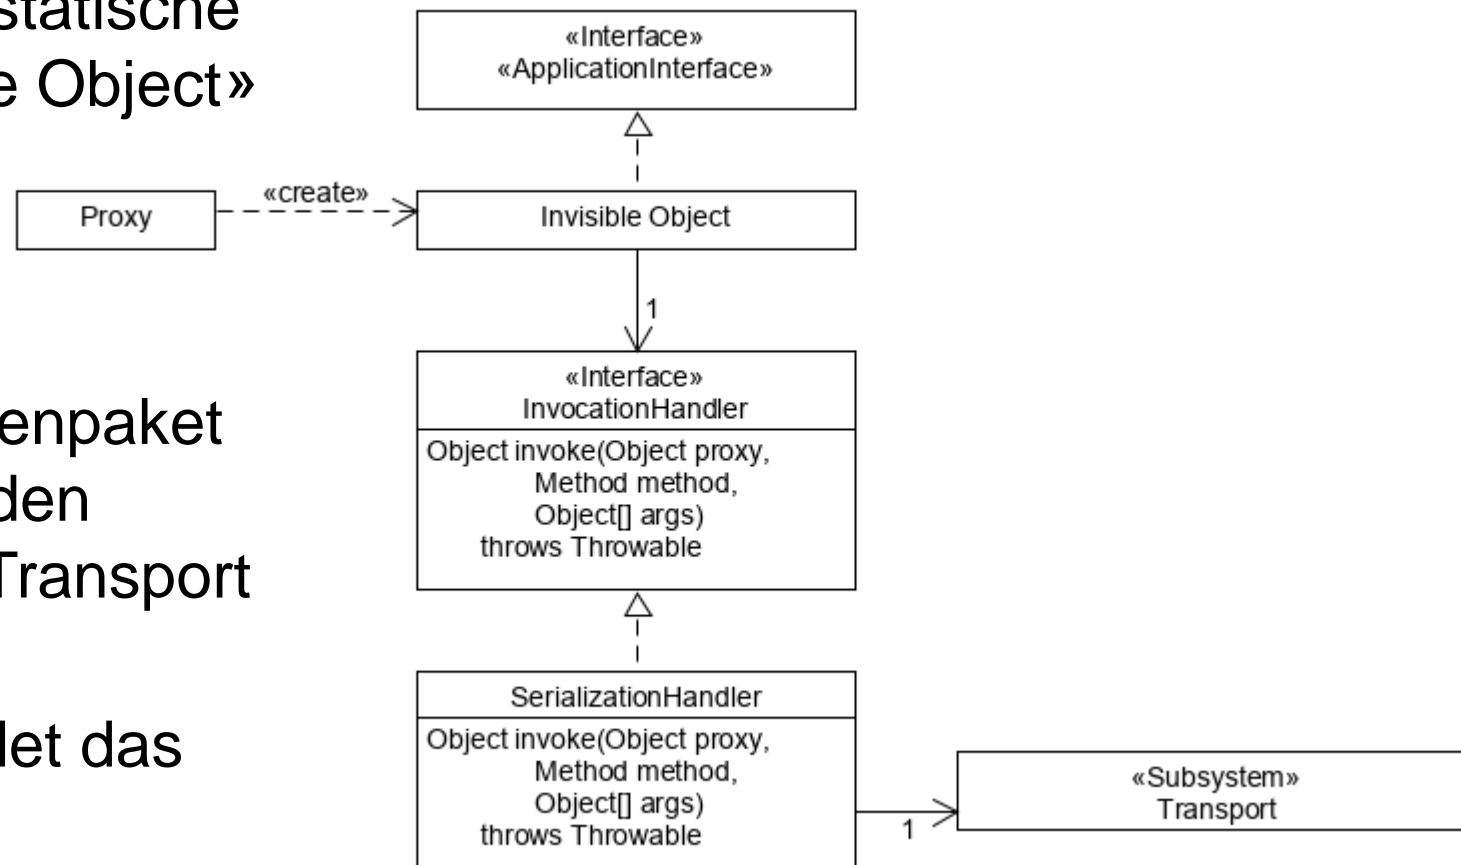 statische
e Object»
enpaket
den
Transport
let das
«Interface»
«ApplicationInterface»
Proxy
«create»
Invisible Object
1
«Interface»
InvocationHandler
Object invoke(Object proxy,
Method method,
Object[] args)
throws Throwable
SerializationHandler
Object invoke(Object proxy,
Method method,
Object[] args)
throws Throwable
1
«Subsystem»
Transport